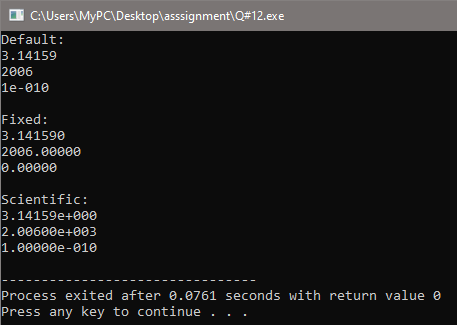 C:\Users\MyPC\Desktop\asssignment\Q#12.exe
Default:
3.14159
2006
1e-010
Fixed:
3.141590
2006.00000
0.00000
Scientific:
3.14159e+000
2.00600e+003
1.00000e-010
--------------------------------
Process exited after 0.0761 seconds with return value 0
Press any key to continue . . .